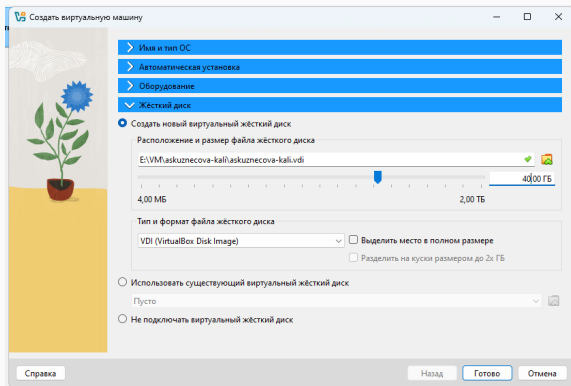 Создать виртуальную машину
Имя и тип ОС
Автоматическая установка
Оборудование
Жёсткий диск
Создать новый виртуальный жёсткий диск
Расположение и размер файла жёсткого диска
E:\VM\askuznecova-kali\askuznecova-kali.vdi
40,00 ГБ
4,00 МБ 2,00 ТБ
Тип и формат файла жёсткого диска
VDI (VirtualBox Disk Image) Выделить место в полном размере
Разделить на куски размером до 2х ГБ
Использовать существующий виртуальный жёсткий диск
Пусто
Не подключать виртуальный жёсткий диск
Справка Назад Готово Отмена